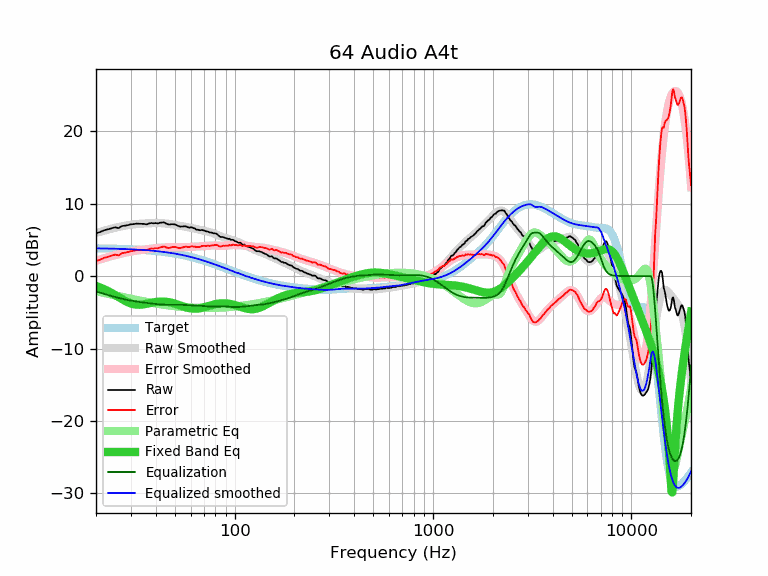 64 Audio A4t
Amplitude (dBr)
20
10
0
−10
−20
−30
Target
Raw Smoothed
Error Smoothed
Raw
Error
Parametric Eq
Fixed Band Eq
Equalization
Equalized smoothed
100
1000
10000
Frequency (Hz)